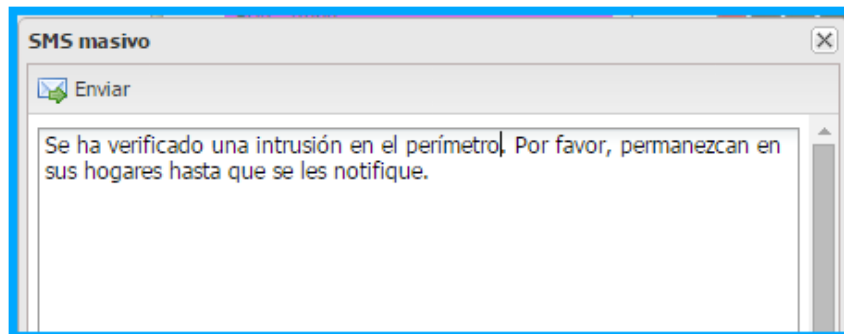 SMS masivo
Enviar
Se ha verificado una intrusión en el perímetro. Por favor, permanezcan en
sus hogares hasta que se les notifique.